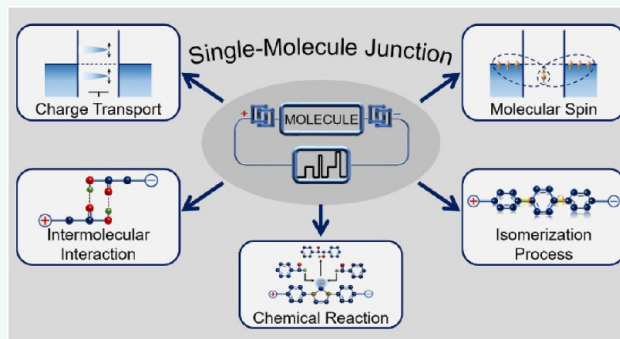 Single-Molecule Junction
Charge Transport
Molecular Spin
+
MOLECULE
−
Intermolecular
Interaction
+
−
Isomerization
Process
+
−
Chemical Reaction
+
−